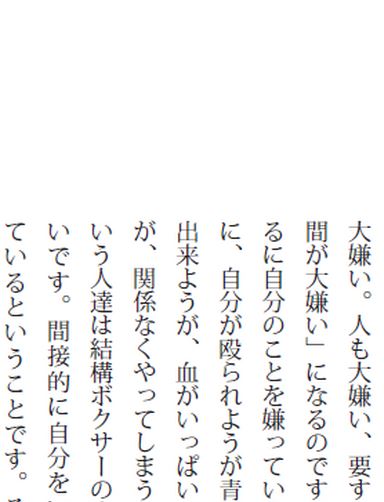 大嫌い。人も大嫌い、要す
間が大嫌い」になるのです
るに自分のことを嫌ってい
に、自分が殴られようが青
出来ようが、血がいっぱい
が、関係なくやってしまう
いう人達は結構ボクサーの
いです。間接的に自分を
ているということです。